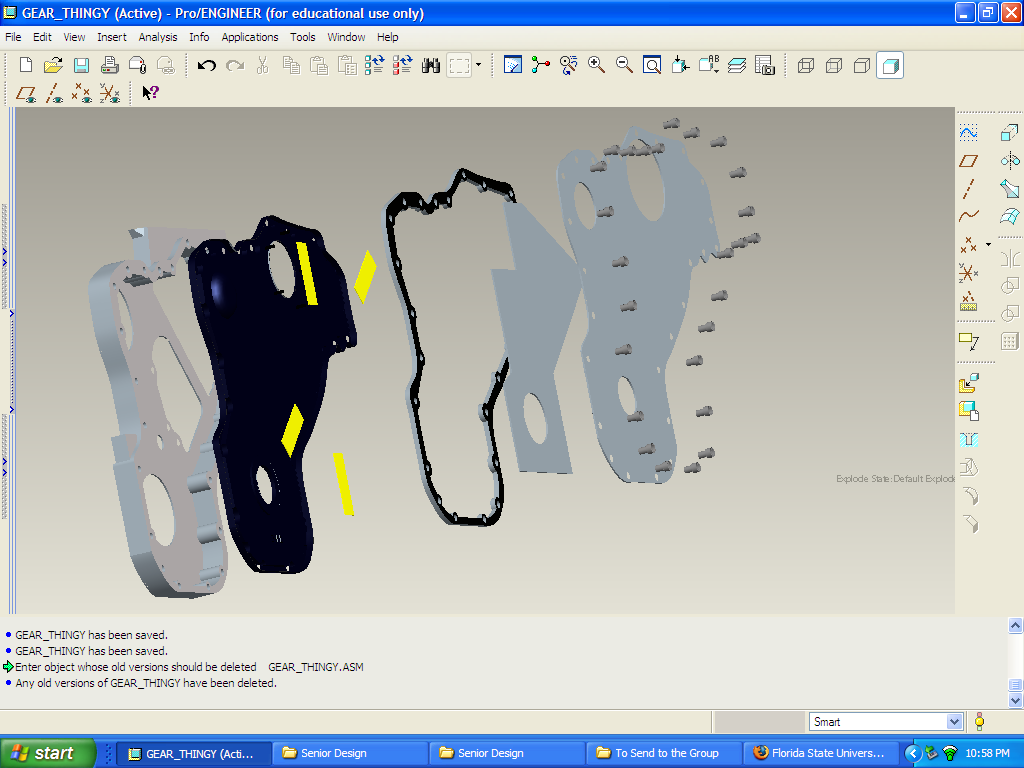 GEAR_THINGY (Active) - Pro/ENGINEER (for educational use only)
File Edit View Insert Analysis Info Applications Tools Window Help
AB
?
Explode State:Default Explode
GEAR_THINGY has been saved.
GEAR_THINGY has been saved.
Enter object whose old versions should be deleted GEAR_THINGY.ASM
Any old versions of GEAR_THINGY have been deleted.
Smart
start GEAR_THINGY (Acti... Senior Design Senior Design To Send to the Group Florida State Univers... 10:58 PM